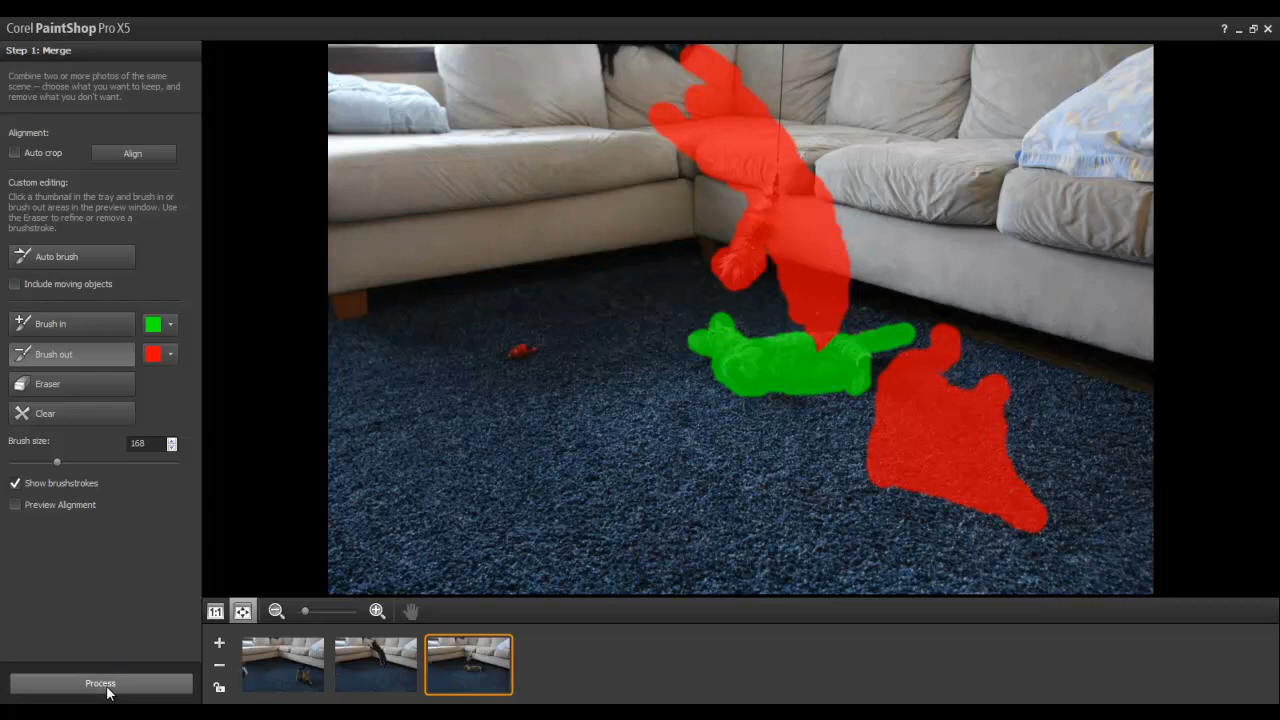 Corel PaintShop Pro X5
?
Step 1: Merge
Combine two or more photos of the same
scene – choose what you want to keep, and
remove what you don't want.
Alignment:
Auto crop
Align
Custom editing:
Click a thumbnail in the tray and brush in or
brush out areas in the preview window. Use
the Eraser to refine or remove a
brushstroke.
Auto brush
Include moving objects
Brush in
Brush out
Eraser
Clear
Brush size:
168
Show brushstrokes
Preview Alignment
1:1
Process